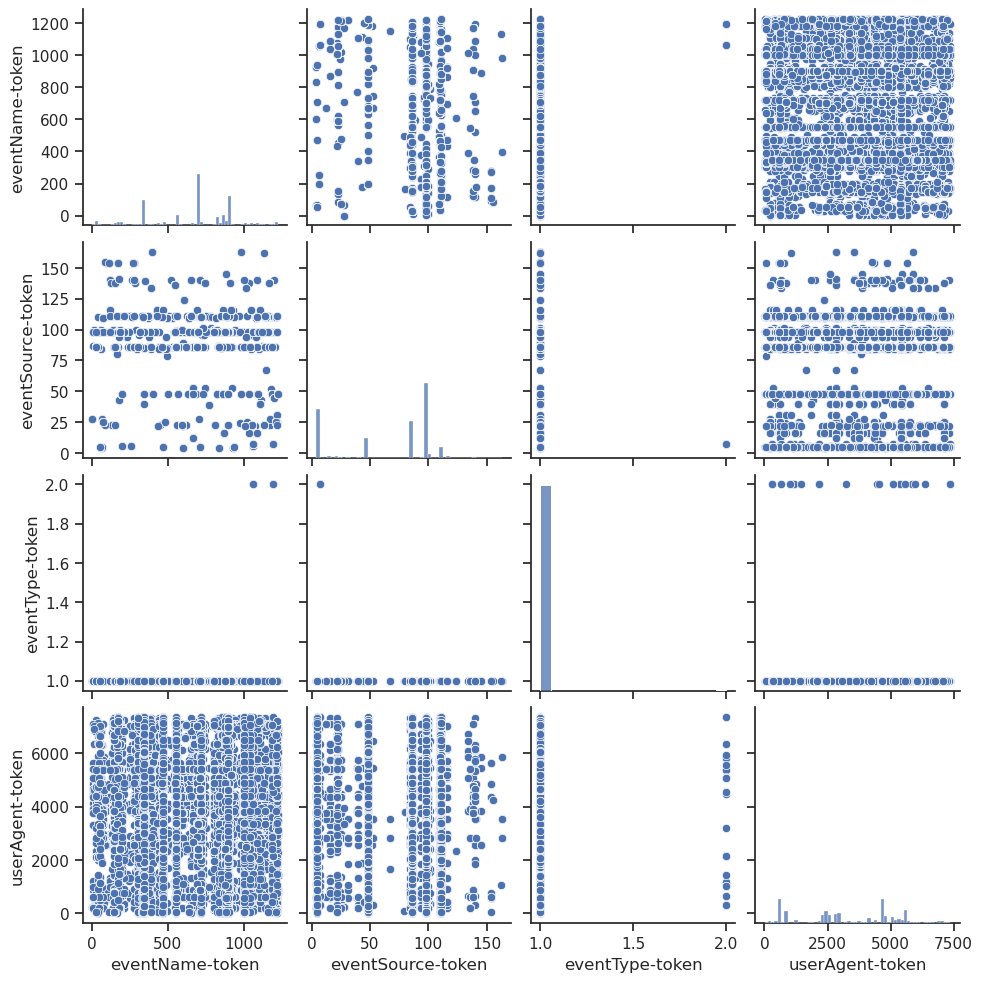 eventName-token
1200
1000
800
600
400
200
0
eventSource-token
150
125
100
75
50
25
0
eventType-token
2.0
1.8
1.6
1.4
1.2
1.0
userAgent-token
6000
4000
2000
0
0 500 1000
0 50 100 150
1.0 1.5 2.0
0 2500 5000 7500
eventName-token eventSource-token eventType-token userAgent-token